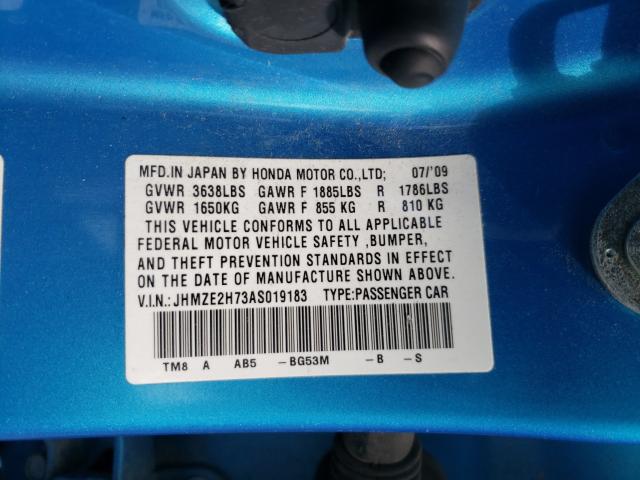 MFD.IN JAPAN BY HONDA MOTOR CO.,LTD; 07/'09
GVWR 3638LBS GAWR F 1885LBS R 1786LBS
GVWR 1650KG GAWR F 855 KG R 810 KG
THIS VEHICLE CONFORMS TO ALL APPLICABLE
FEDERAL MOTOR VEHICLE SAFETY ,BUMPER,
AND THEFT PREVENTION STANDARDS IN EFFECT
ON THE DATE OF MANUFACTURE SHOWN ABOVE.
V.I.N.:JHMZE2H73AS019183 TYPE:PASSENGER CAR
TM8 A AB5 -BG53M -B -S